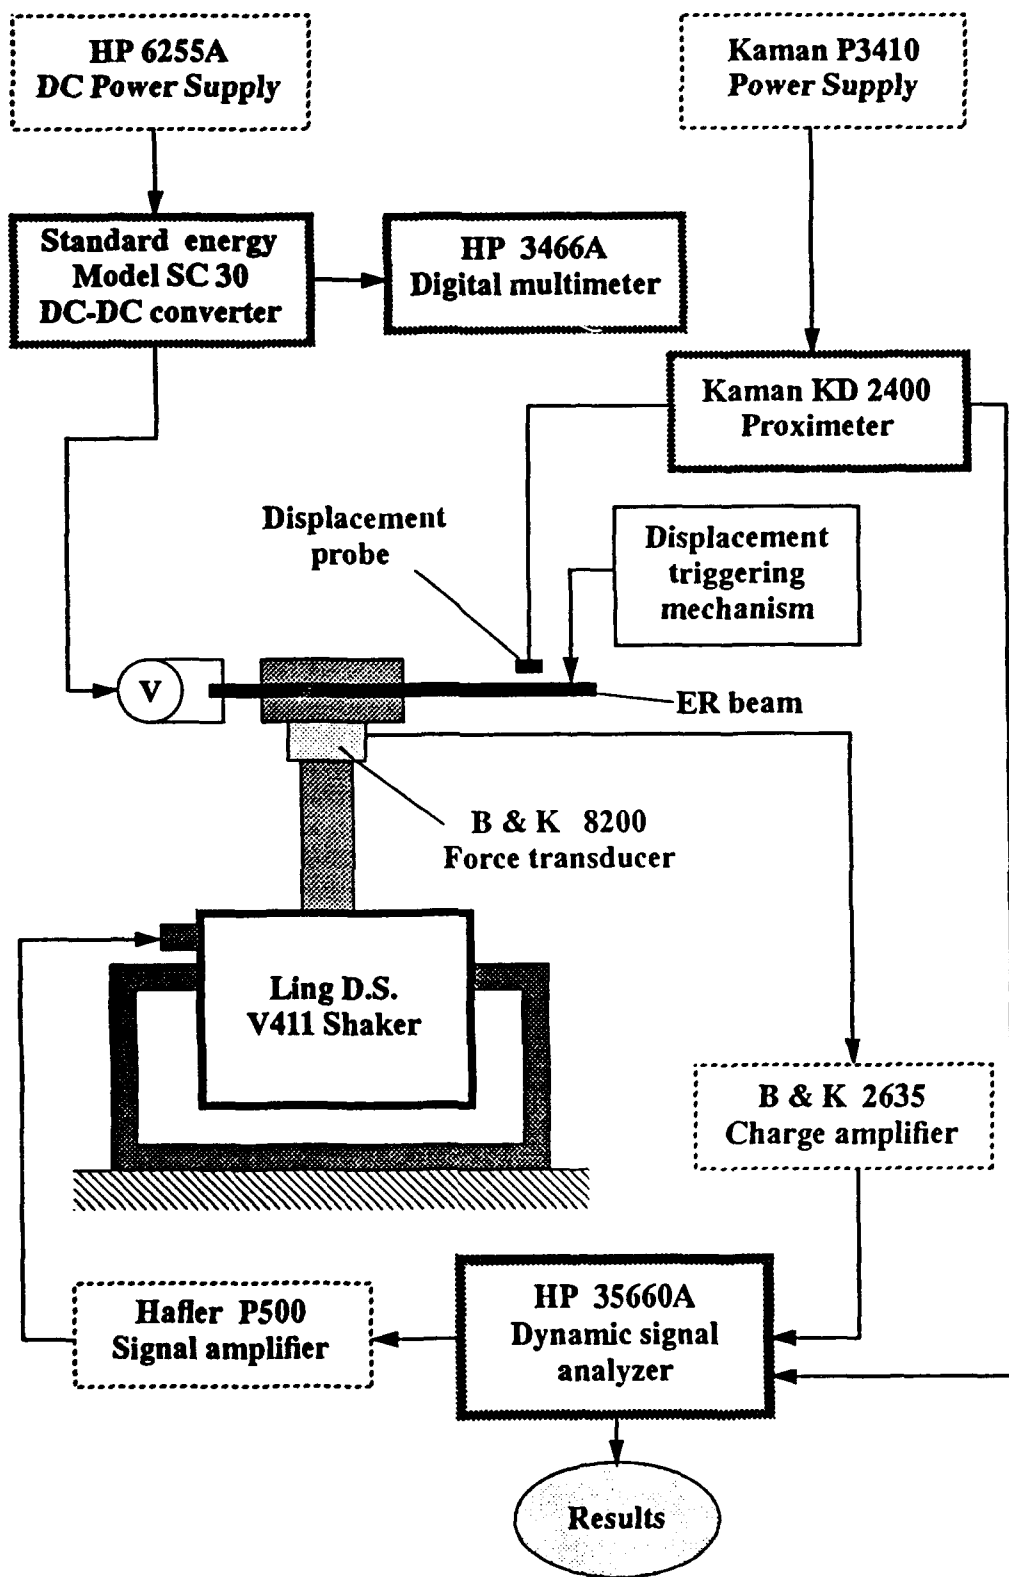 HP 6255A
DC Power Supply
Kaman P3410
Power Supply
Standard energy
Model SC 30
DC-DC converter
HP 3466A
Digital multimeter
Kaman KD 2400
Proximeter
Displacement
probe
Displacement
triggering
mechanism
V
ER beam
B & K 8200
Force transducer
Ling D.S.
V411 Shaker
B & K 2635
Charge amplifier
Hafler P500
Signal amplifier
HP 35660A
Dynamic signal
analyzer
Results